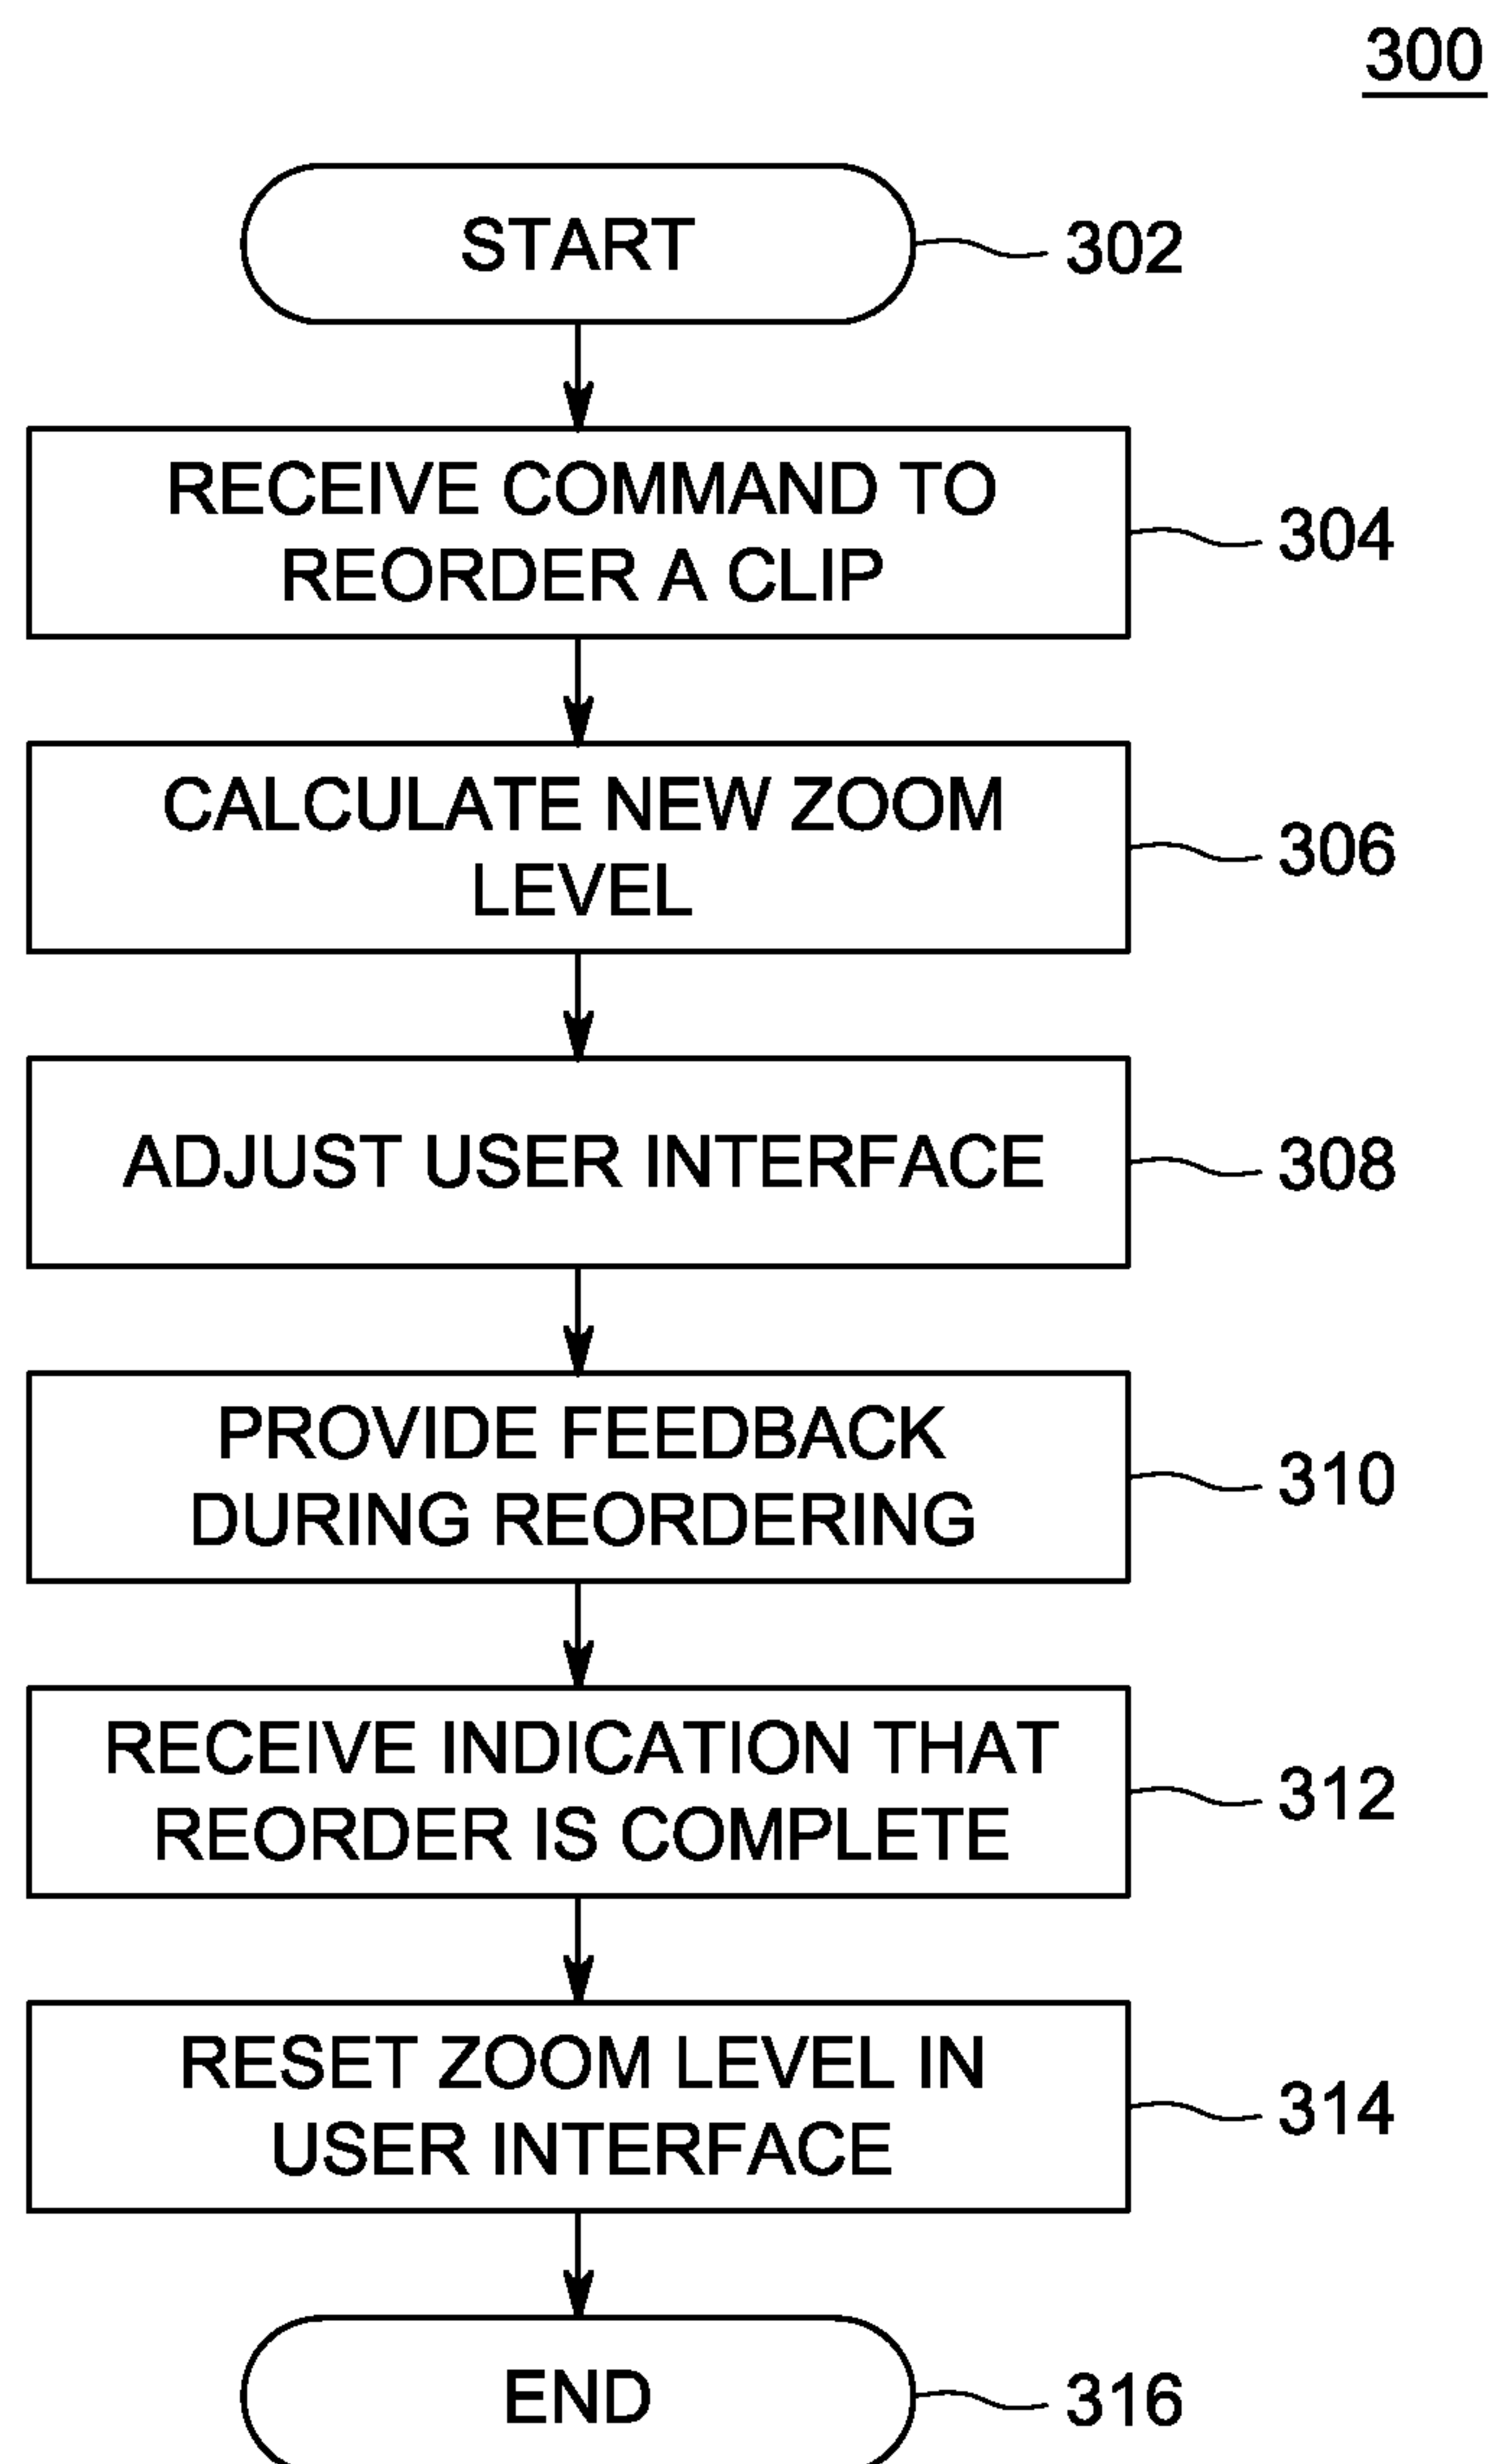 300
START
302
RECEIVE COMMAND TO
REORDER A CLIP
304
CALCULATE NEW ZOOM
LEVEL
306
ADJUST USER INTERFACE
308
PROVIDE FEEDBACK
DURING REORDERING
310
RECEIVE INDICATION THAT
REORDER IS COMPLETE
312
RESET ZOOM LEVEL IN
USER INTERFACE
314
END
316